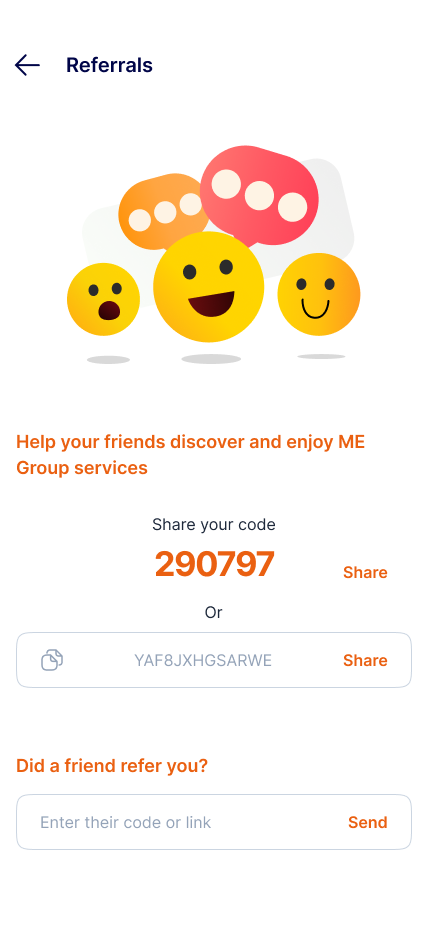 Referrals
Help your friends discover and enjoy ME
Group services
Share your code
290797
Share
Or
YAF8JXHGSARWE
Share
Did a friend refer you?
Enter their code or link
Send